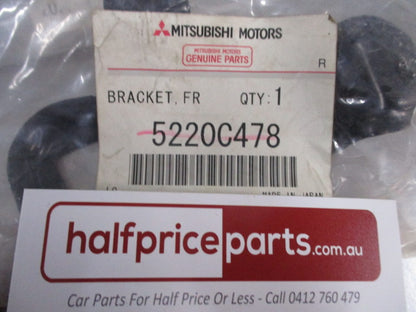 MITSUBISHI MOTORS
MITSUBISHI MOTORS
GENUINE PARTS
R
BRACKET, FR QTY: 1
5220C478
MADE IN JAPAN
halfpriceparts.com.au
Car Parts For Half Price Or Less - Call 0412 760 479